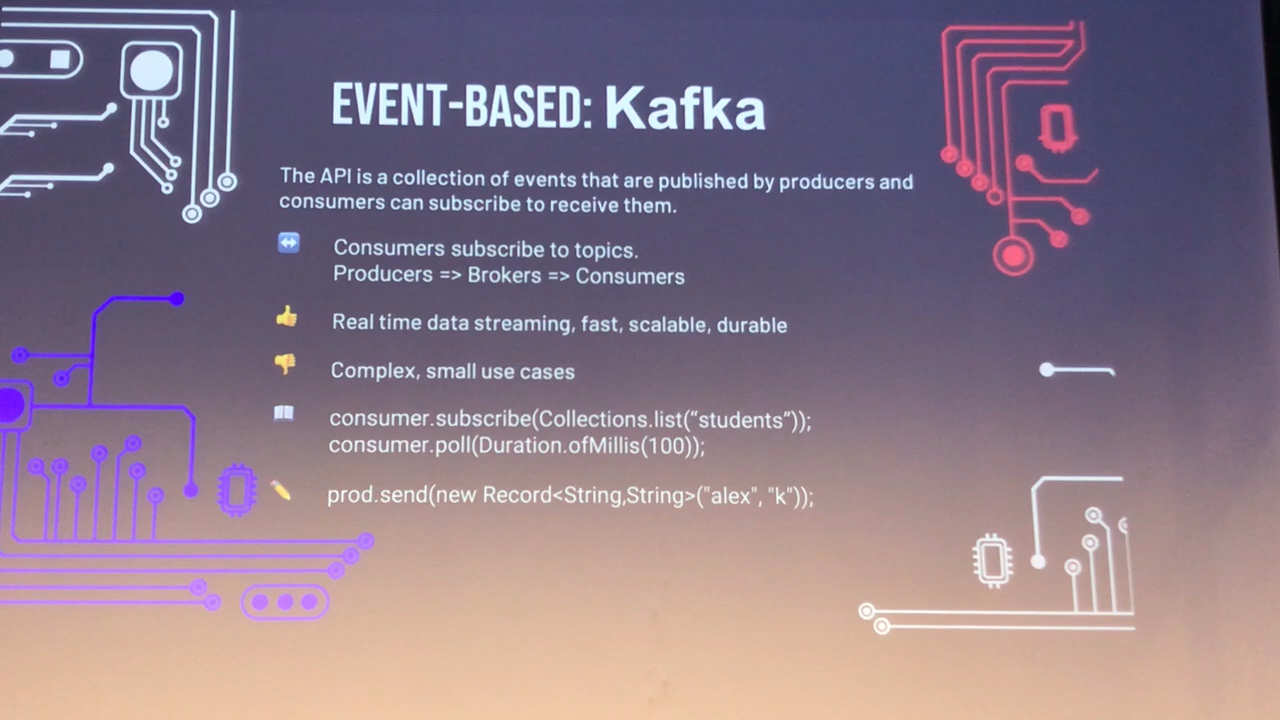 EVENT-BASED: Kafka
The API is a collection of events that are published by producers and
consumers can subscribe to receive them.
Consumers subscribe to topics.
Producers => Brokers => Consumers
Real time data streaming, fast, scalable, durable
Complex, small use cases
consumer.subscribe(Collections.list(“students”));
consumer.poll(Duration.ofMillis(100));
prod.send(new Record<String,String>("alex", "k"));